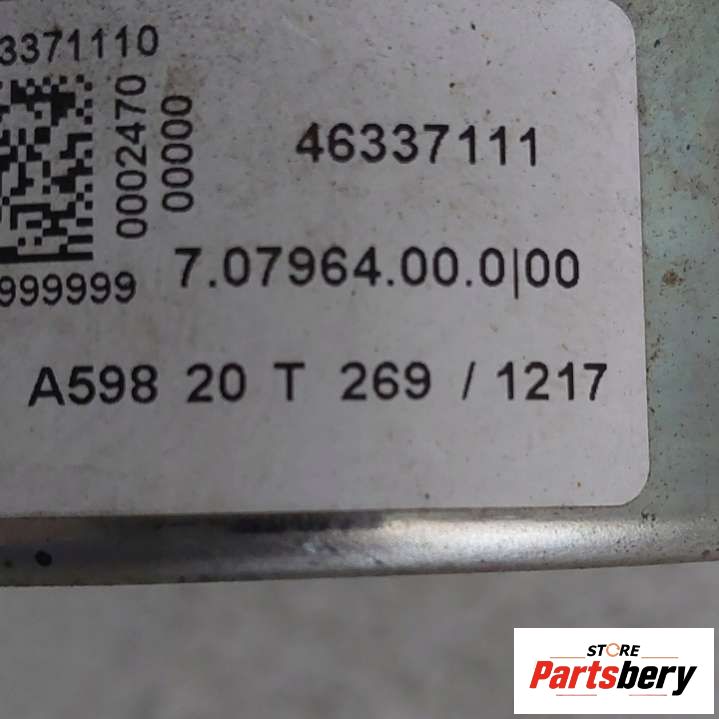 3371110
0002470
00000
46337111
999999
7.07964.00.0|00
A598 20 T 269 / 1217
STORE
Partsbery